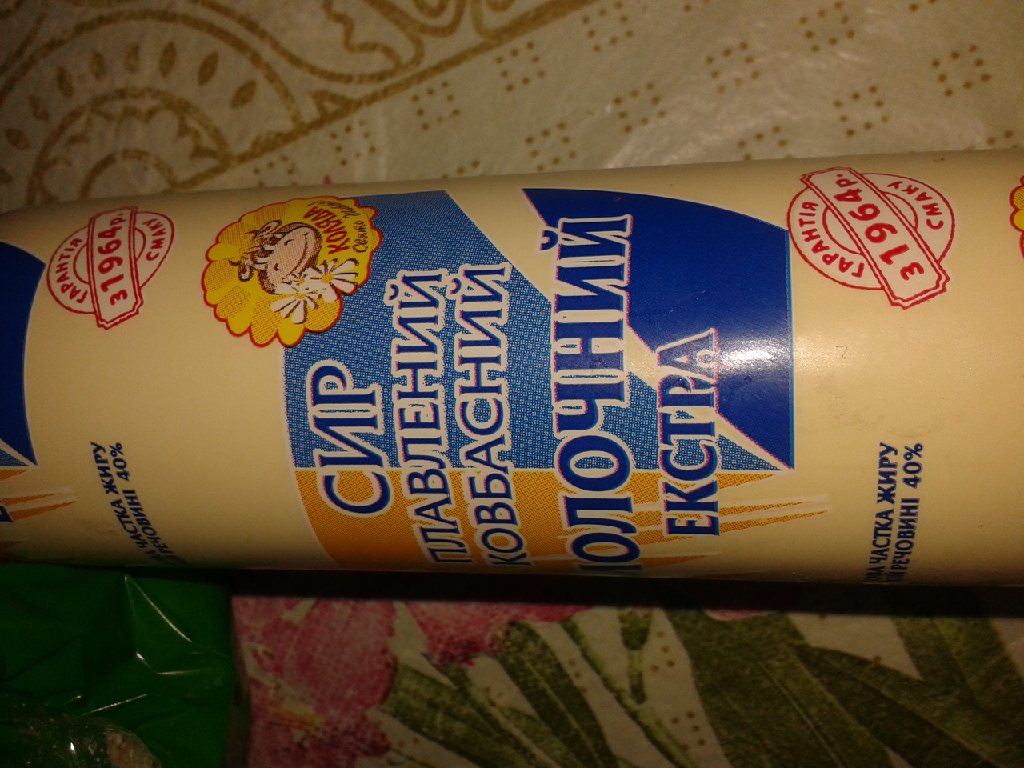 ГАРАНТІЯ
З 1964р.
СМАКУ
КОРІВКА
СИР
ПЛАВЛЕНИЙ
КОВБАСНИЙ
МОЛОЧНИЙ
ЕКСТРА
ГАРАНТІЯ
З 1964р.
СМАКУ
ЧАСТКА ЖИРУ
РЕЧОВИНІ 40%
ЧАСТКА ЖИРУ
РЕЧОВИНІ 40%